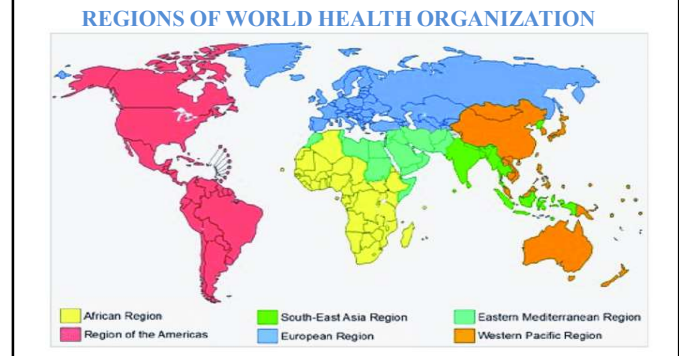 REGIONS OF WORLD HEALTH ORGANIZATION
African Region
South-East Asia Region
Eastern Mediterranean Region
Region of the Americas
European Region
Western Pacific Region